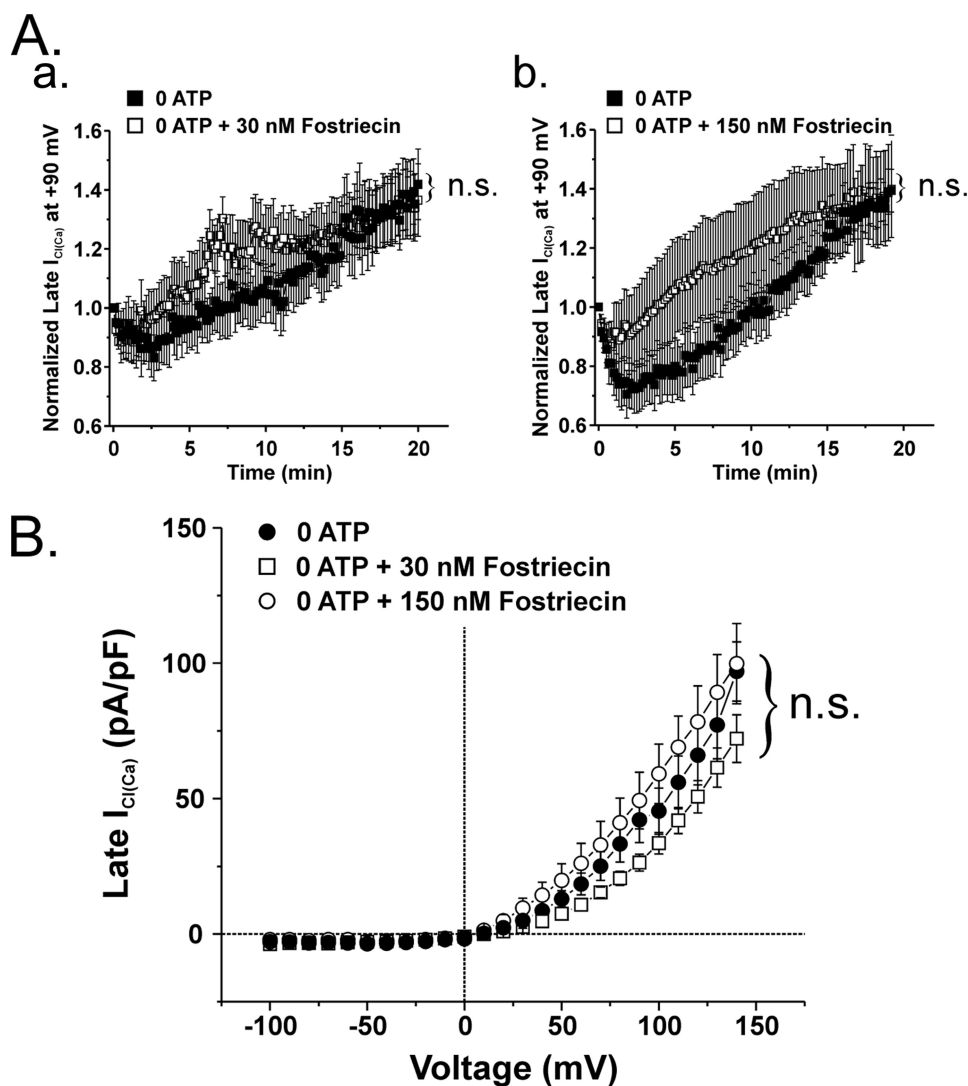 A.
a.
0 ATP
0 ATP + 30 nM Fostriecin
Normalized Late I_Cl(Ca) at +90 mV
1.6
1.4
1.2
1.0
0.8
0.6
n.s.
0 5 10 15 20
Time (min)
b.
0 ATP
0 ATP + 150 nM Fostriecin
Normalized Late I_Cl(Ca) at +90 mV
1.6
1.4
1.2
1.0
0.8
0.6
n.s.
0 5 10 15 20
Time (min)
B.
0 ATP
0 ATP + 30 nM Fostriecin
0 ATP + 150 nM Fostriecin
Late I_Cl(Ca) (pA/pF)
150
100
50
0
n.s.
-100 -50 0 50 100 150
Voltage (mV)